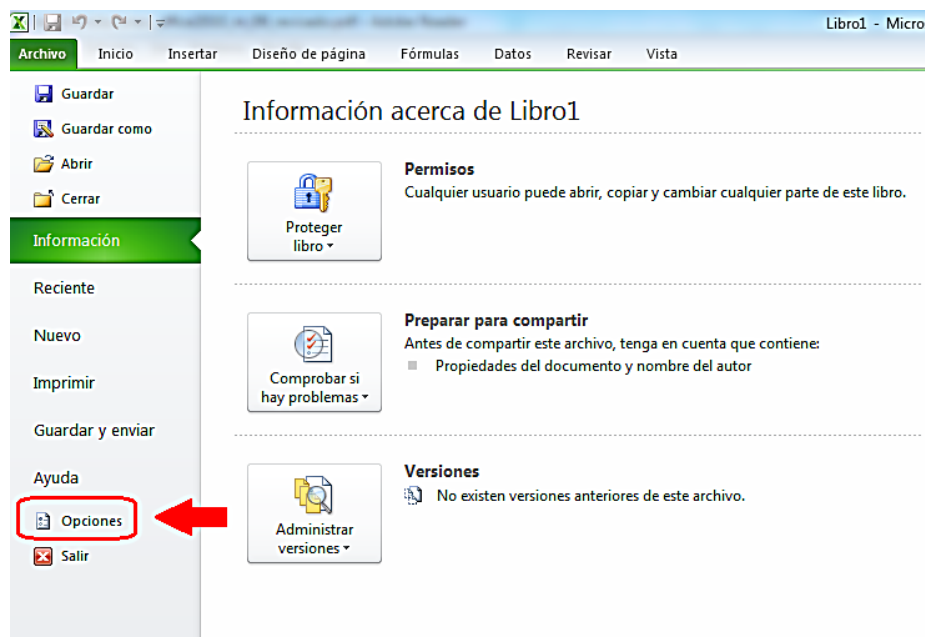 Libro1 - Micro
Archivo Inicio Insertar Diseño de página Fórmulas Datos Revisar Vista
Guardar
Guardar como
Abrir
Cerrar
Información
Reciente
Nuevo
Imprimir
Guardar y enviar
Ayuda
Opciones
Salir
Información acerca de Libro1
Proteger
libro
Permisos
Cualquier usuario puede abrir, copiar y cambiar cualquier parte de este libro.
Comprobar si
hay problemas
Preparar para compartir
Antes de compartir este archivo, tenga en cuenta que contiene:
Propiedades del documento y nombre del autor
Administrar
versiones
Versiones
No existen versiones anteriores de este archivo.